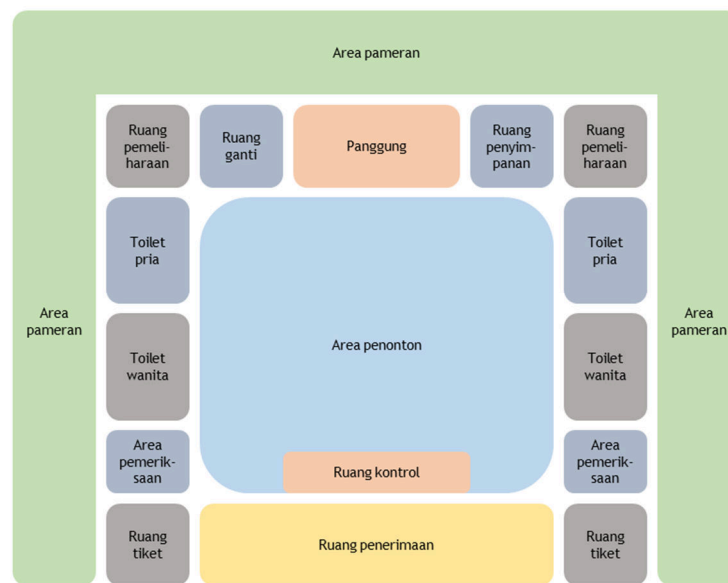 Area pameran
Ruang
pemeli-
haraan
Ruang
ganti
Panggung
Ruang
penyim-
panan
Ruang
pemeli-
haraan
Toilet
pria
Toilet
pria
Area
pameran
Area penonton
Area
pameran
Toilet
wanita
Toilet
wanita
Area
pemerik-
saan
Ruang kontrol
Area
pemerik-
saan
Ruang
tiket
Ruang penerimaan
Ruang
tiket